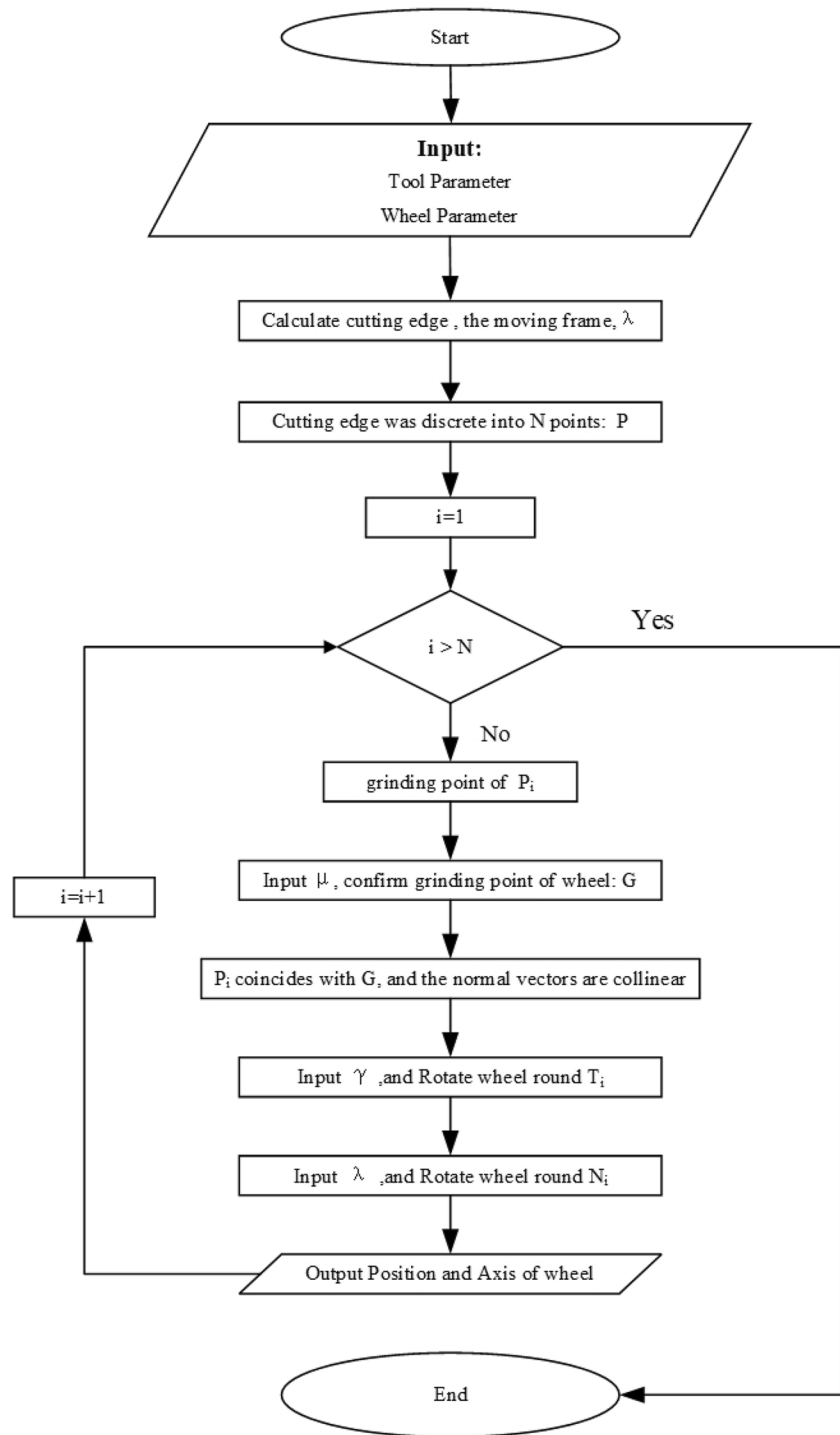 Start
Input:
Tool Parameter
Wheel Parameter
Calculate cutting edge , the moving frame, λ
Cutting edge was discrete into N points: P
i=1
i > N
Yes
No
grinding point of Pᵢ
Input μ, confirm grinding point of wheel: G
i=i+1
Pᵢ coincides with G, and the normal vectors are collinear
Input γ ,and Rotate wheel round Tᵢ
Input λ ,and Rotate wheel round Nᵢ
Output Position and Axis of wheel
End